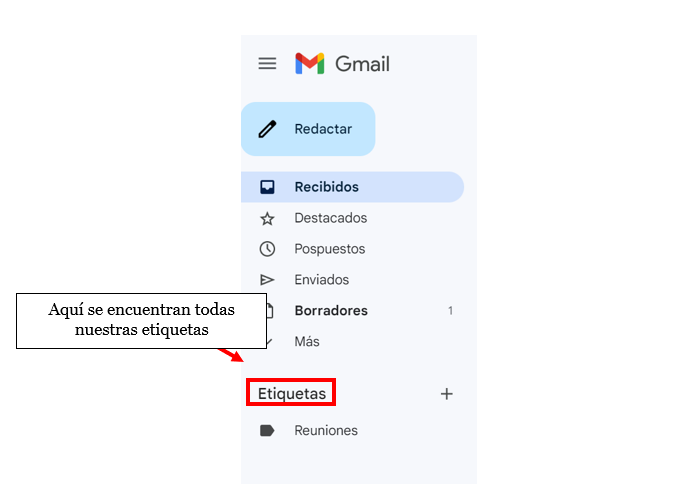 Gmail
Redactar
Recibidos
Destacados
Pospuestos
Enviados
Aquí se encuentran todas
nuestras etiquetas
Borradores 1
Más
Etiquetas +
Reuniones